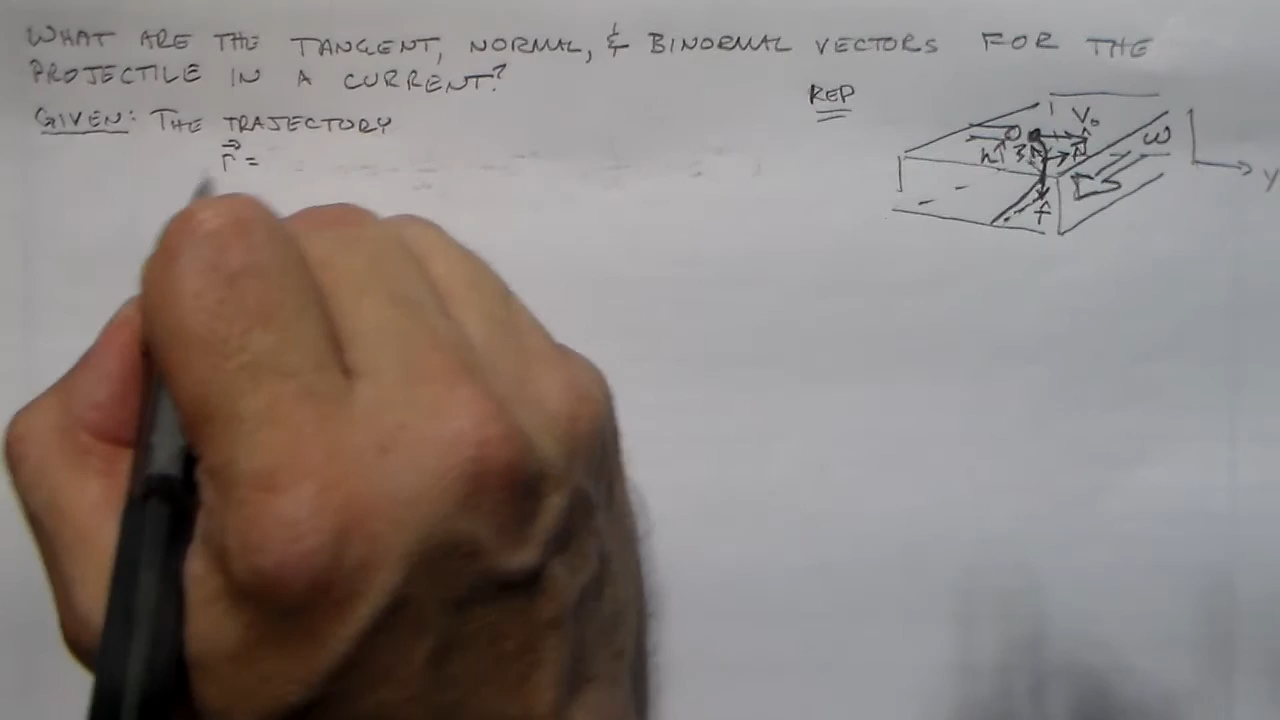 WHAT ARE THE TANGENT, NORMAL, & BINORMAL VECTORS FOR THE
PROJECTILE IN A CURRENT?
GIVEN: THE TRAJECTORY
r⃗ =
REP
V₀
ω
y